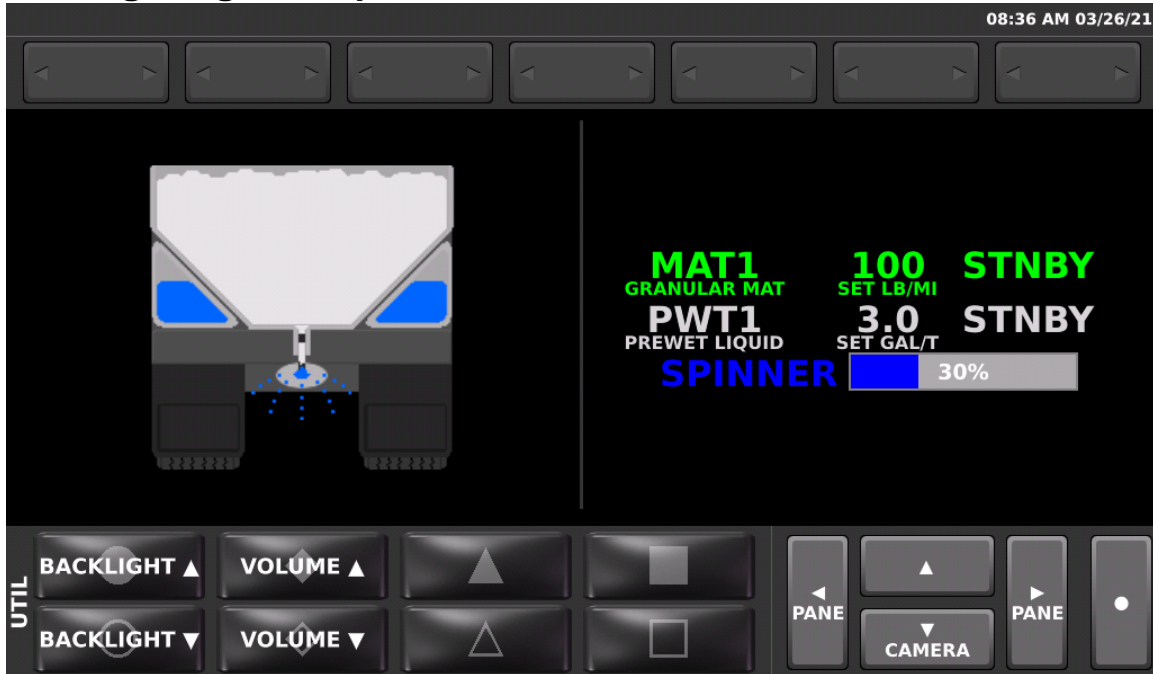 08:36 AM 03/26/21
MAT1 100 STNBY
GRANULAR MAT SET LB/MI
PWT1 3.0 STNBY
PREWET LIQUID SET GAL/T
SPINNER 30%
UTIL
BACKLIGHT ▲ VOLUME ▲
BACKLIGHT ▼ VOLUME ▼
◀ PANE
▲
▼ CAMERA
▶ PANE